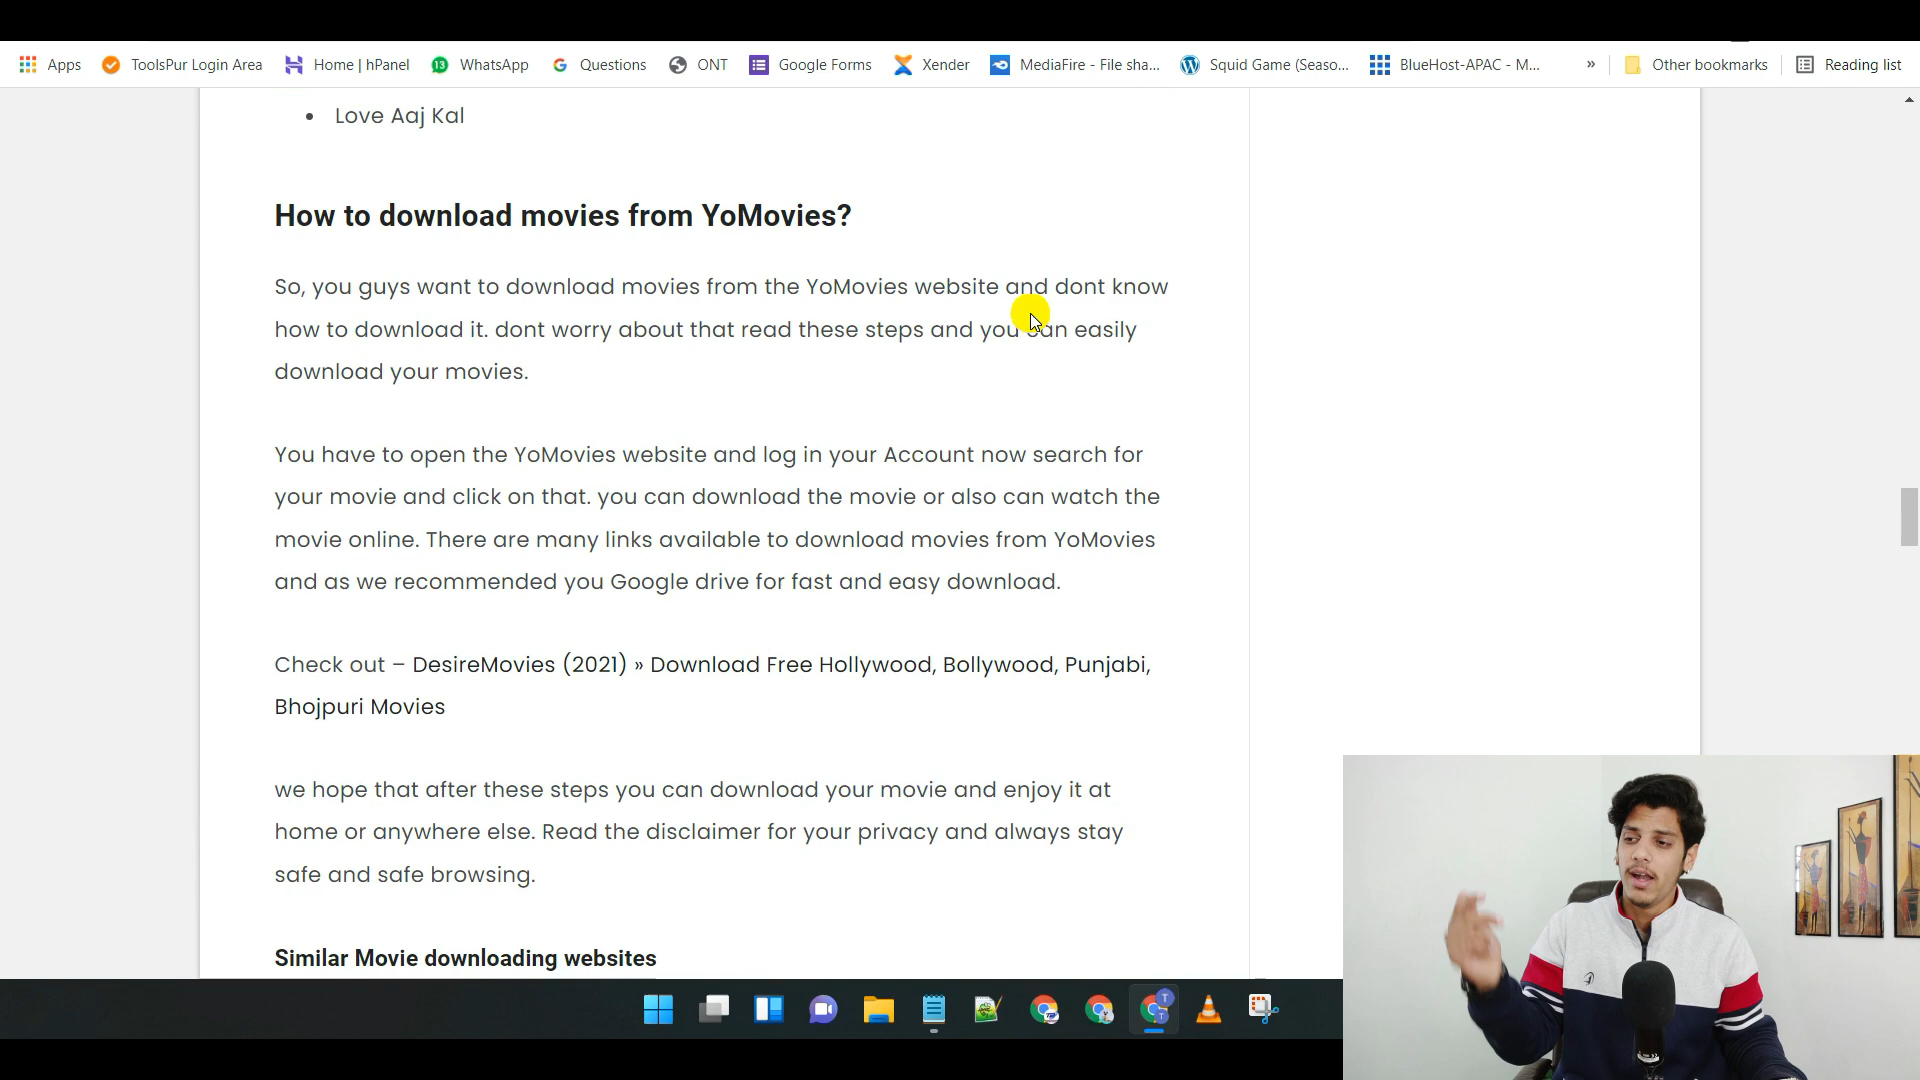 Apps ToolsPur Login Area Home | hPanel 13 WhatsApp Questions ONT Google Forms Xender MediaFire - File sha... Squid Game (Seaso... BlueHost-APAC - M... » Other bookmarks Reading list
• Love Aaj Kal
How to download movies from YoMovies?
So, you guys want to download movies from the YoMovies website and dont know
how to download it. dont worry about that read these steps and you can easily
download your movies.
You have to open the YoMovies website and log in your Account now search for
your movie and click on that. you can download the movie or also can watch the
movie online. There are many links available to download movies from YoMovies
and as we recommended you Google drive for fast and easy download.
Check out – DesireMovies (2021) » Download Free Hollywood, Bollywood, Punjabi,
Bhojpuri Movies
we hope that after these steps you can download your movie and enjoy it at
home or anywhere else. Read the disclaimer for your privacy and always stay
safe and safe browsing.
Similar Movie downloading websites
T
T